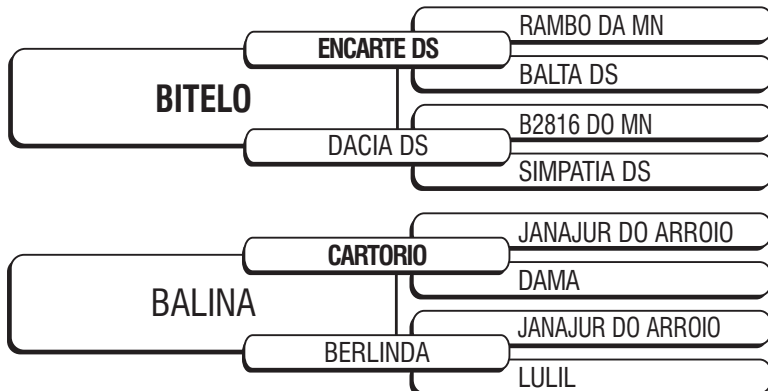 RAMBO DA MN
ENCARTE DS
BALTA DS
BITELO
B2816 DO MN
DACIA DS
SIMPATIA DS
JANAJUR DO ARROIO
CARTORIO
DAMA
BALINA
JANAJUR DO ARROIO
BERLINDA
LULIL